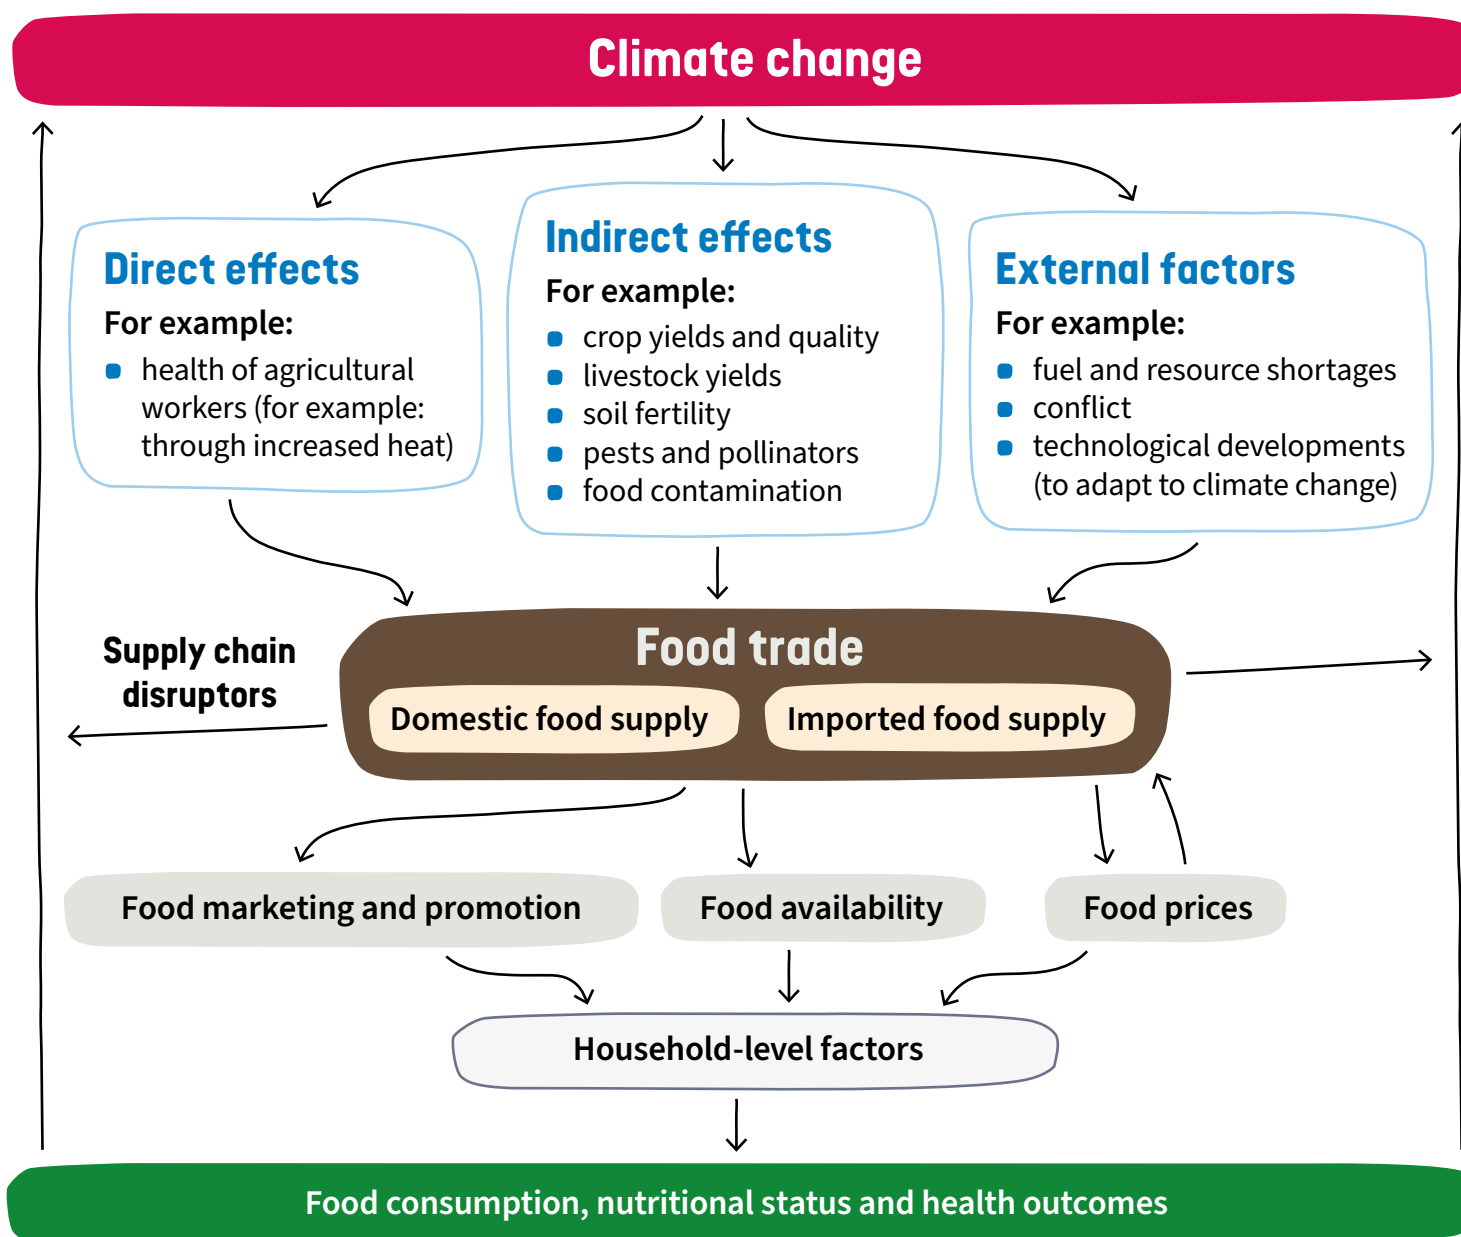 Climate change
Direct effects
For example:
health of agricultural
workers (for example:
through increased heat)
Indirect effects
For example:
crop yields and quality
livestock yields
soil fertility
pests and pollinators
food contamination
External factors
For example:
fuel and resource shortages
conflict
technological developments
(to adapt to climate change)
Supply chain
disruptors
Food trade
Domestic food supply
Imported food supply
Food marketing and promotion
Food availability
Food prices
Household-level factors
Food consumption, nutritional status and health outcomes